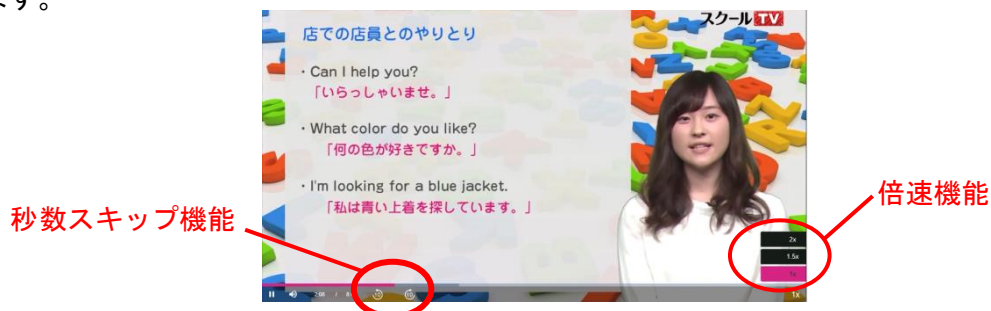 ます。
スクールTV
店での店員とのやりとり
・Can I help you?
「いらっしゃいませ。」
・What color do you like?
「何の色が好きですか。」
・I'm looking for a blue jacket.
「私は青い上着を探しています。」
秒数スキップ機能
倍速機能
2x
1.5x
1x
1x